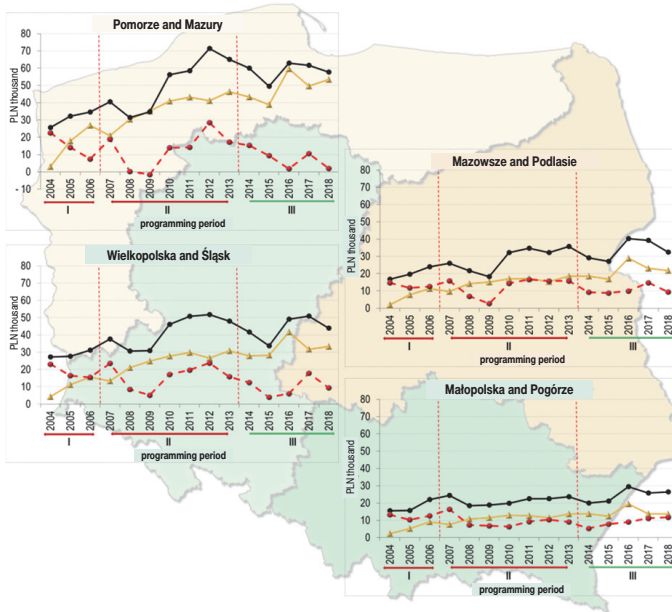 Pomorze and Mazury
PLN thousand
80
70
60
50
40
30
20
10
0
- 10
2004 2005 2006 2007 2008 2009 2010 2011 2012 2013 2014 2015 2016 2017 2018
I II III
programming period
Mazowsze and Podlasie
PLN thousand
80
70
60
50
40
30
20
10
0
2004 2005 2006 2007 2008 2009 2010 2011 2012 2013 2014 2015 2016 2017 2018
I II III
programming period
Wielkopolska and Śląsk
PLN thousand
80
70
60
50
40
30
20
10
0
2004 2005 2006 2007 2008 2009 2010 2011 2012 2013 2014 2015 2016 2017 2018
I II III
programming period
Małopolska and Pogórze
PLN thousand
80
70
60
50
40
30
20
10
0
2004 2005 2006 2007 2008 2009 2010 2011 2012 2013 2014 2015 2016 2017 2018
I II III
programming period